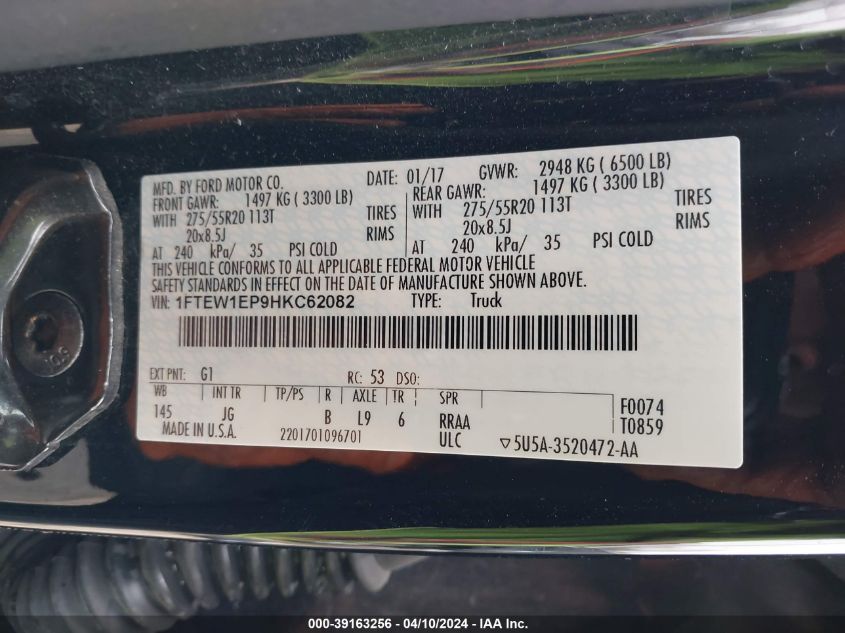 MFD. BY FORD MOTOR CO. DATE: 01/17 GVWR: 2948 KG ( 6500 LB)
FRONT GAWR: 1497 KG ( 3300 LB) REAR GAWR: 1497 KG ( 3300 LB)
WITH 275/55R20 113T TIRES WITH 275/55R20 113T TIRES
20x8.5J RIMS 20x8.5J RIMS
AT 240 kPa/ 35 PSI COLD AT 240 kPa/ 35 PSI COLD
THIS VEHICLE CONFORMS TO ALL APPLICABLE FEDERAL MOTOR VEHICLE
SAFETY STANDARDS IN EFFECT ON THE DATE OF MANUFACTURE SHOWN ABOVE.
VIN: 1FTEW1EP9HKC62082 TYPE: Truck
EXT PNT: G1 RC: 53 DSO:
WB INT TR TP/PS R AXLE TR SPR
145 JG B L9 6 RRAA F0074
MADE IN U.S.A. 2201701096701 ULC T0859
▽5U5A-3520472-AA
000-39163256 - 04/10/2024 - IAA Inc.